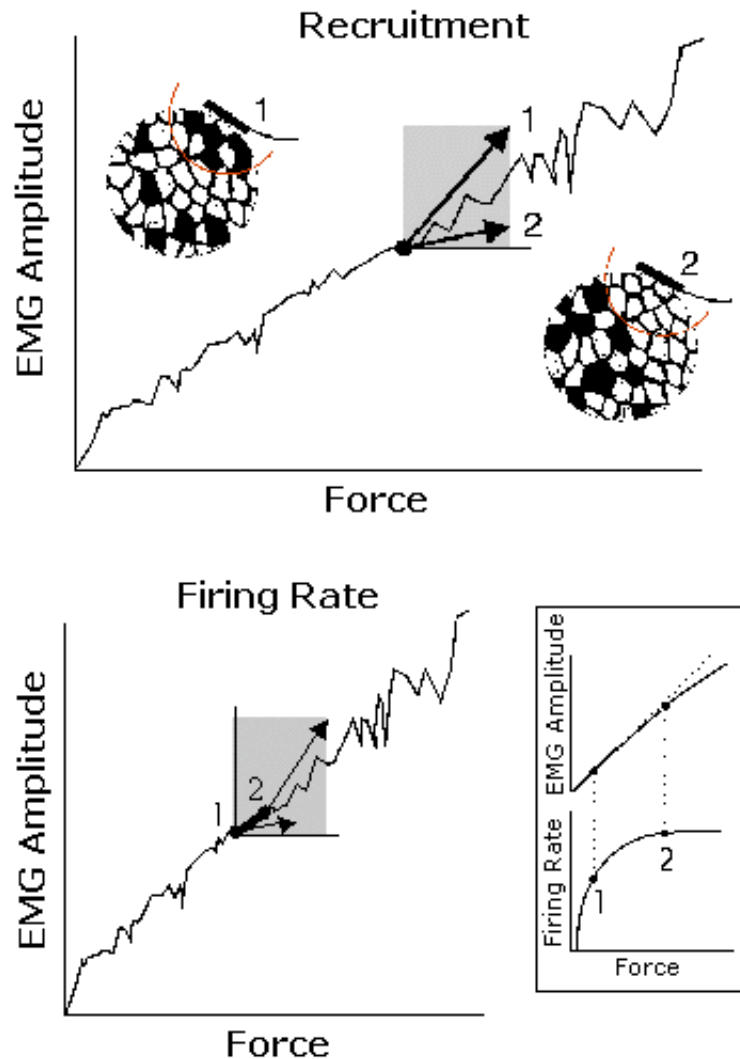 Recruitment
EMG Amplitude
1
1
2
2
Force
Firing Rate
EMG Amplitude
1
2
Force
EMG Amplitude
Firing Rate
1
2
Force